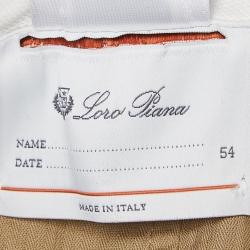 Loro Piana
NAME..............................
DATE.............................. 54
MADE IN ITALY